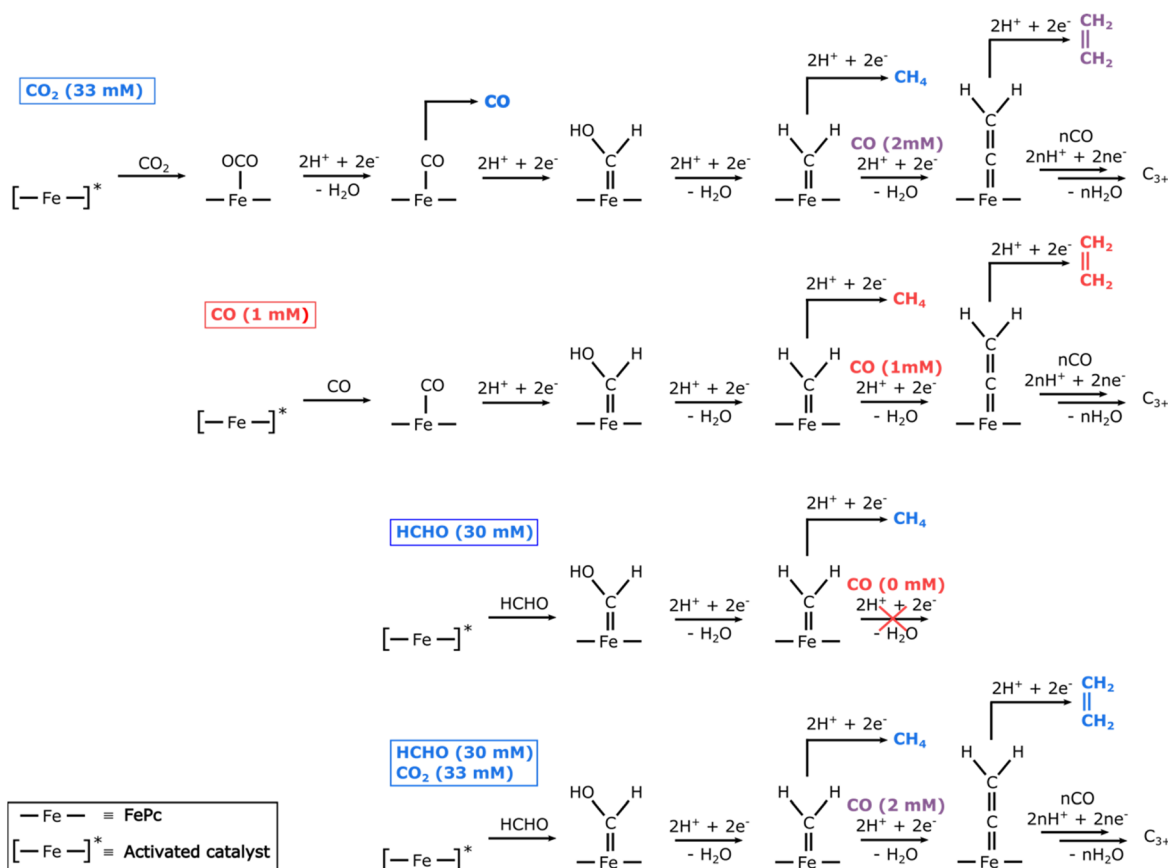 CO₂ (33 mM)
[—Fe—]*
CO₂
OCO
—Fe—
2H⁺ + 2e⁻
- H₂O
CO
CO
—Fe—
2H⁺ + 2e⁻
HO H
C
—Fe—
2H⁺ + 2e⁻
- H₂O
2H⁺ + 2e⁻
CH₄
H H
C
—Fe—
CO (2mM)
2H⁺ + 2e⁻
- H₂O
2H⁺ + 2e⁻
CH₂
CH₂
H H
C
C
—Fe—
nCO
2nH⁺ + 2ne⁻
- nH₂O
C₃₊
CO (1 mM)
[—Fe—]*
CO
CO
—Fe—
2H⁺ + 2e⁻
HO H
C
—Fe—
2H⁺ + 2e⁻
- H₂O
2H⁺ + 2e⁻
CH₄
H H
C
—Fe—
CO (1mM)
2H⁺ + 2e⁻
- H₂O
2H⁺ + 2e⁻
CH₂
CH₂
H H
C
C
—Fe—
nCO
2nH⁺ + 2ne⁻
- nH₂O
C₃₊
HCHO (30 mM)
[—Fe—]*
HCHO
HO H
C
—Fe—
2H⁺ + 2e⁻
- H₂O
2H⁺ + 2e⁻
CH₄
H H
C
—Fe—
CO (0 mM)
2H⁺ + 2e⁻
- H₂O
HCHO (30 mM)
CO₂ (33 mM)
[—Fe—]*
HCHO
HO H
C
—Fe—
2H⁺ + 2e⁻
- H₂O
2H⁺ + 2e⁻
CH₄
H H
C
—Fe—
CO (2 mM)
2H⁺ + 2e⁻
- H₂O
2H⁺ + 2e⁻
CH₂
CH₂
H H
C
C
—Fe—
nCO
2nH⁺ + 2ne⁻
- nH₂O
C₃₊
—Fe— ≡ FePc
[—Fe—]* ≡ Activated catalyst